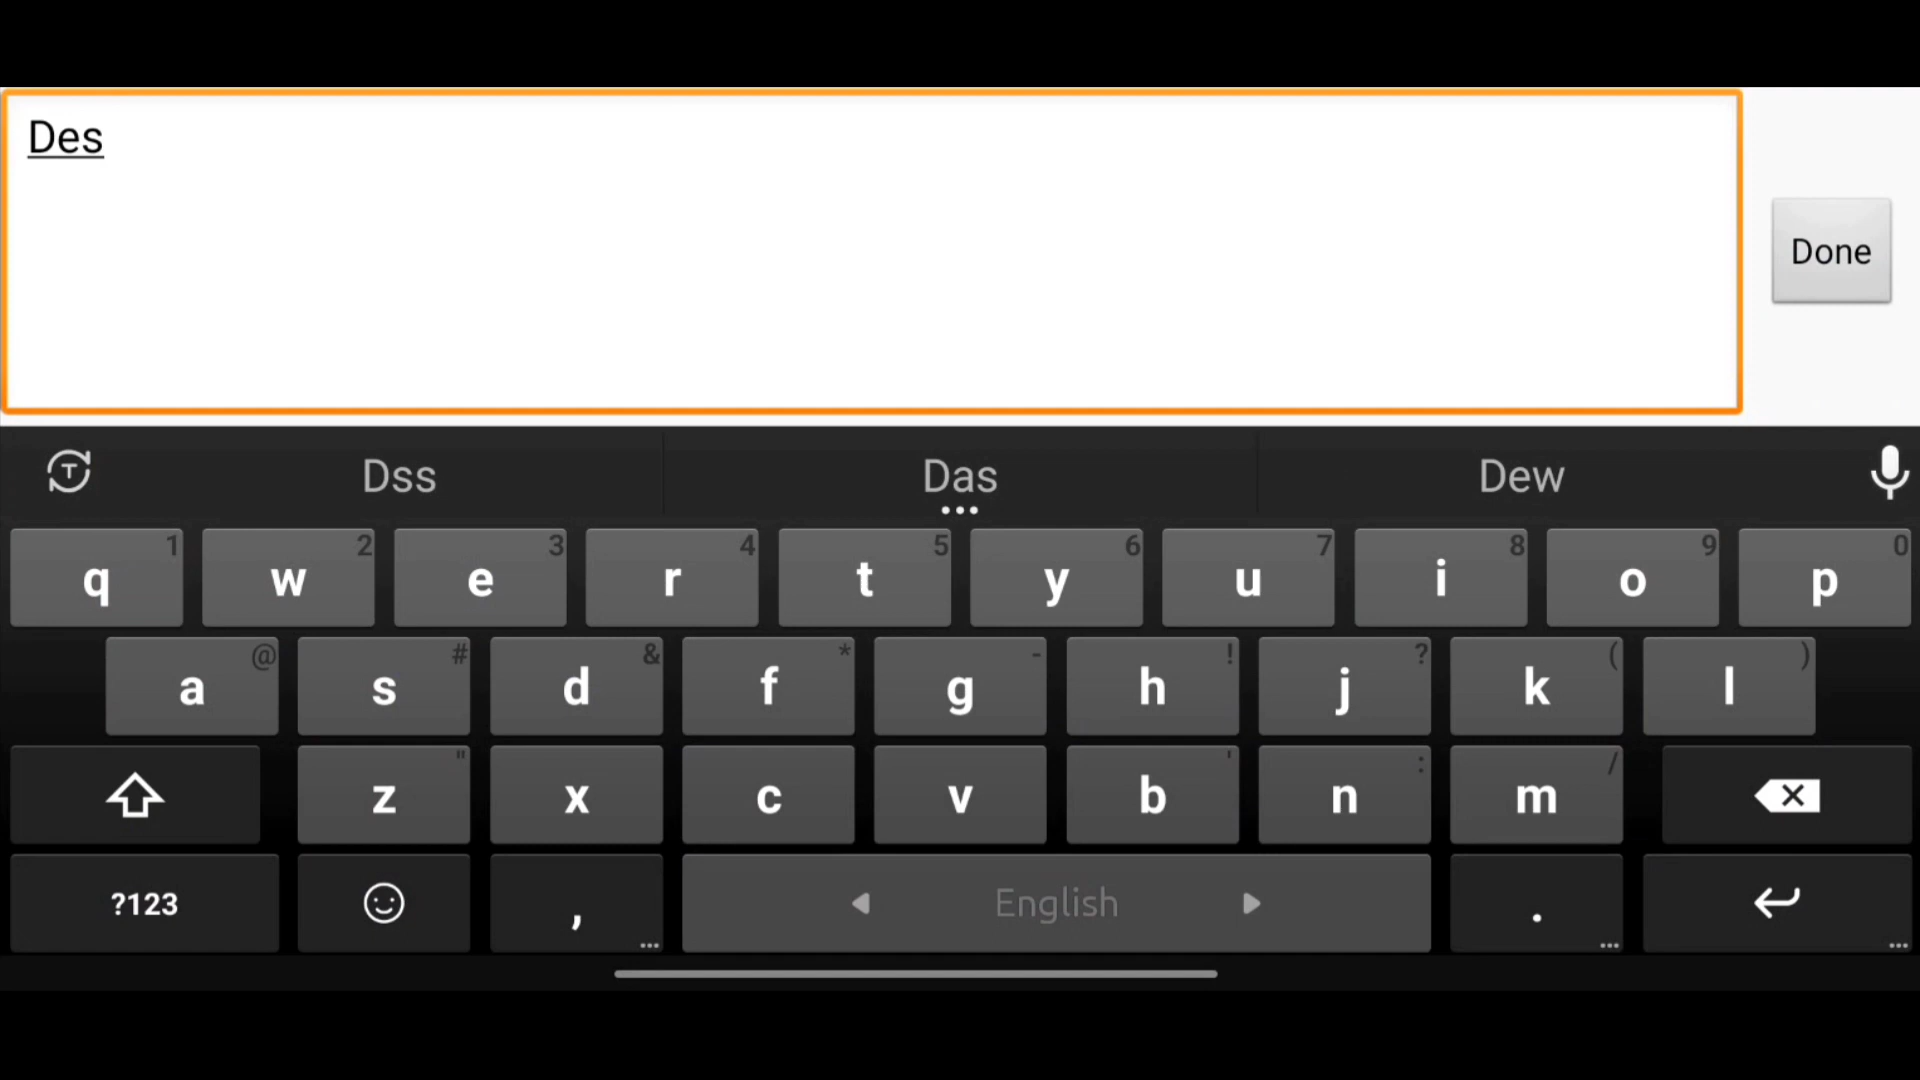 Des
Done
Dss Das Dew
q 1 w 2 e 3 r 4 t 5 y 6 u 7 i 8 o 9 p 0
a @ s # d & f * g - h ! j ? k ( l )
z " x c v b ' n : m /
?123 , English .